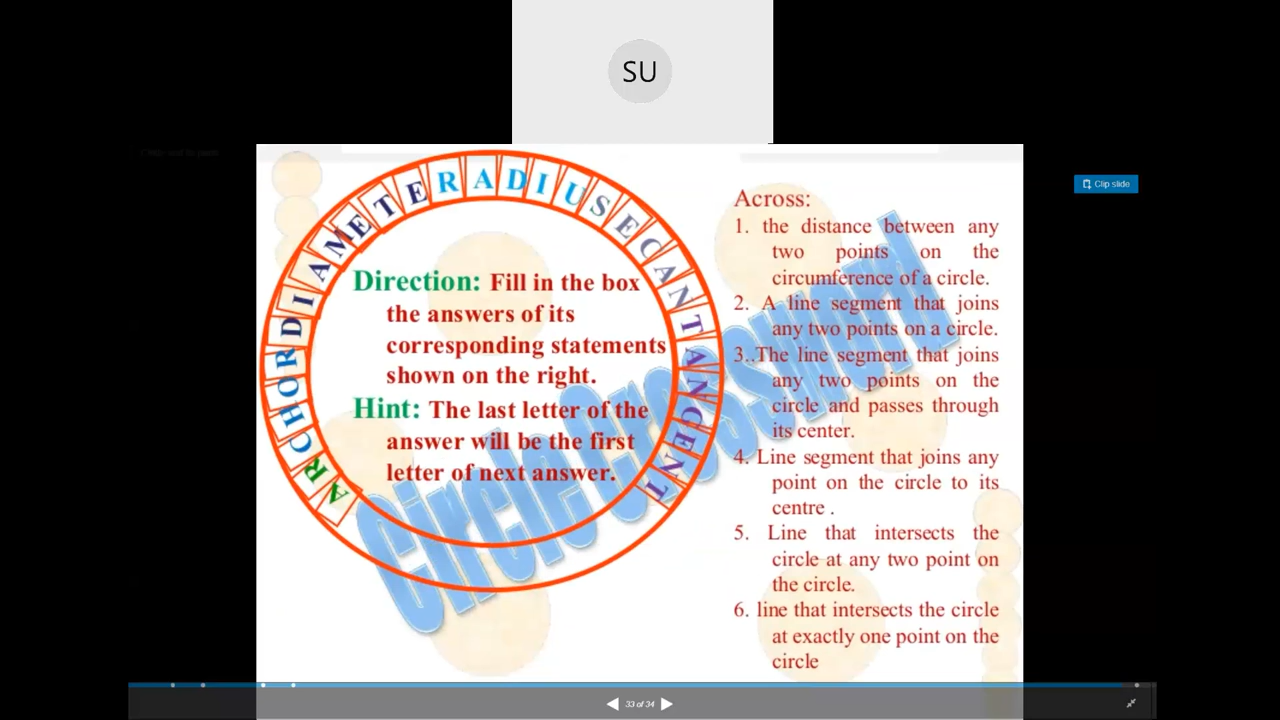 SU
Clip slide
ARCHORDIAMETERADIUSECANTANGENT
Direction: Fill in the box
the answers of its
corresponding statements
shown on the right.
Hint: The last letter of the
answer will be the first
letter of next answer.
Circle Crossword
Across:
1. the distance between any
two points on the
circumference of a circle.
2. A line segment that joins
any two points on a circle.
3..The line segment that joins
any two points on the
circle and passes through
its center.
4. Line segment that joins any
point on the circle to its
centre .
5. Line that intersects the
circle at any two point on
the circle.
6. line that intersects the circle
at exactly one point on the
circle
33 of 34